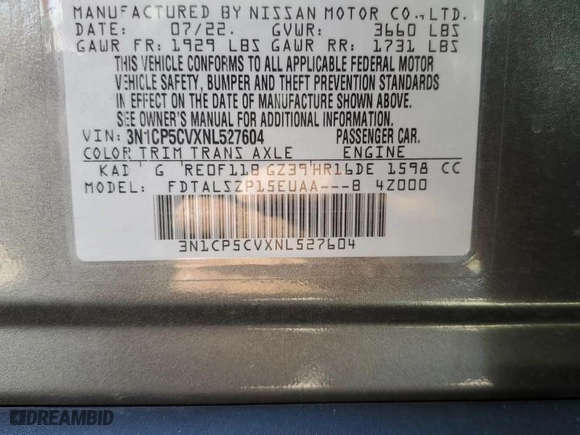 MANUFACTURED BY NISSAN MOTOR CO., LTD.
DATE: 07/22. GVWR: 3660 LBS
GAWR FR: 1929 LBS GAWR RR: 1731 LBS
THIS VEHICLE CONFORMS TO ALL APPLICABLE FEDERAL MOTOR
VEHICLE SAFETY, BUMPER AND THEFT PREVENTION STANDARDS
IN EFFECT ON THE DATE OF MANUFACTURE SHOWN ABOVE.
SEE OWNER'S MANUAL FOR ADDITIONAL INFORMATION.
VIN: 3N1CP5CVXNL527604 PASSENGER CAR.
COLOR TRIM TRANS AXLE ENGINE
KAD G RE0F11B GZ39 HR16DE 1598 CC
MODEL: FDTALSZP15EUAA---B 4Z000
3N1CP5CVXNL527604
DREAMBID